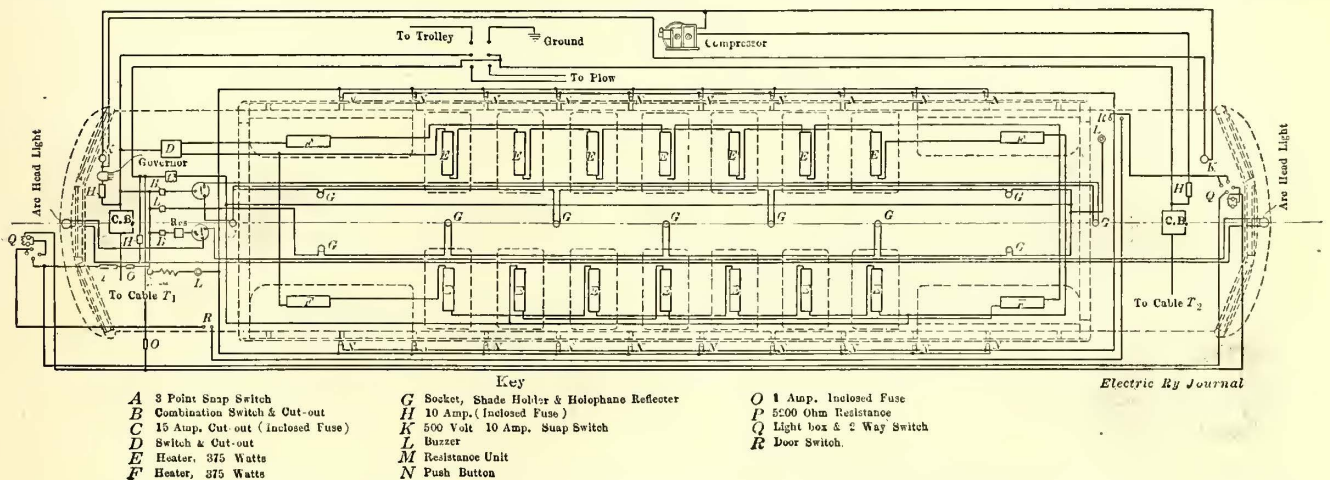 To Trolley
Ground
Compressor
To Plow
N N N N N N N N N N
Arc Head Light
Governor
D
F
E E E E E E E
F
R
L
K
Arc Head Light
H
B
C.B.
L
G
G
H
Q
C.B.
Q
Res
G G G G G G
H
G
G
To Cable T1
L
To Cable T2
F
R
O
N N N N N N N N N N
Key
Electric Ry Journal
A 3 Point Snap Switch
B Combination Switch & Cut-out
C 15 Amp. Cut-out (Inclosed Fuse)
D Switch & Cut-out
E Heater, 375 Watts
F Heater, 375 Watts
G Socket, Shade Holder & Holophane Reflecter
H 10 Amp. (Inclosed Fuse)
K 500 Volt 10 Amp. Snap Switch
L Buzzer
M Resistance Unit
N Push Button
O 1 Amp. Inclosed Fuse
P 5200 Ohm Resistance
Q Light box & 2 Way Switch
R Door Switch.